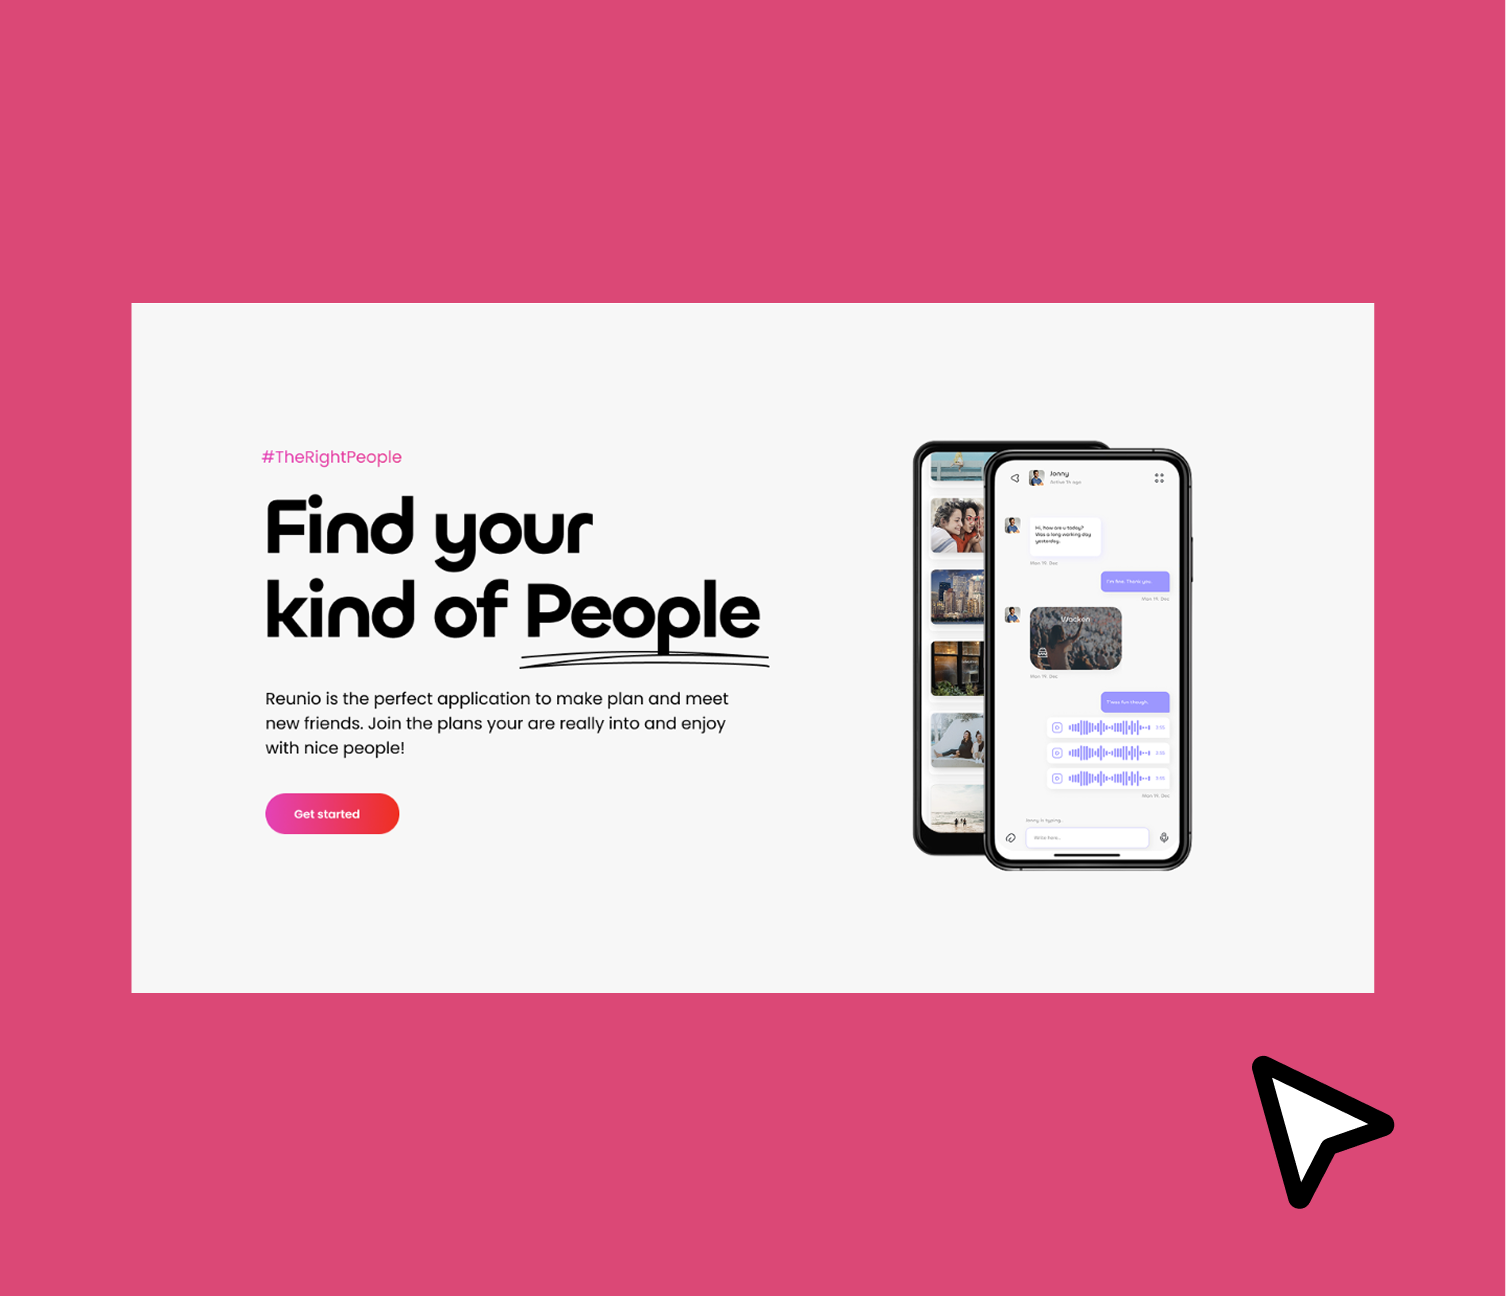 #TheRightPeople
Find your
kind of People
Reunio is the perfect application to make plan and meet
new friends. Join the plans your are really into and enjoy
with nice people!
Get started
Jonny
Active 1h ago
Hi, how are u today?
Was a long working day
yesterday.
Mon 19. Dec
I'm fine. Thank you.
Mon 19. Dec
Wacken
Mon 19. Dec
though.
Mon 19. Dec
Jonny is typing...
Write here...